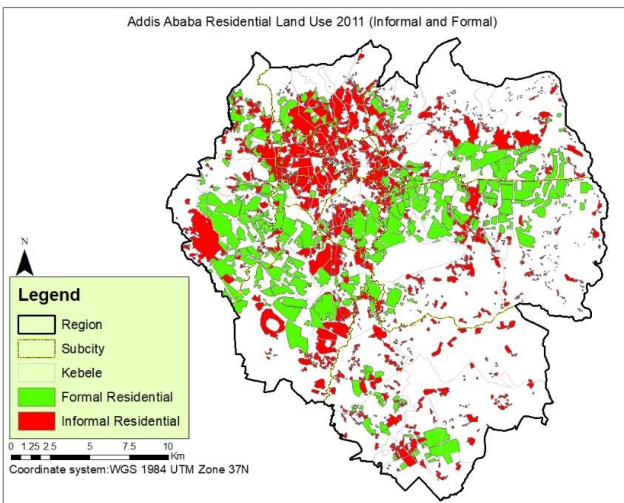 Addis Ababa Residential Land Use 2011 (Informal and Formal)
N
Legend
Region
Subcity
Kebele
Formal Residential
Informal Residential
0 1.25 2.5 5 7.5 10
Km
Coordinate system:WGS 1984 UTM Zone 37N